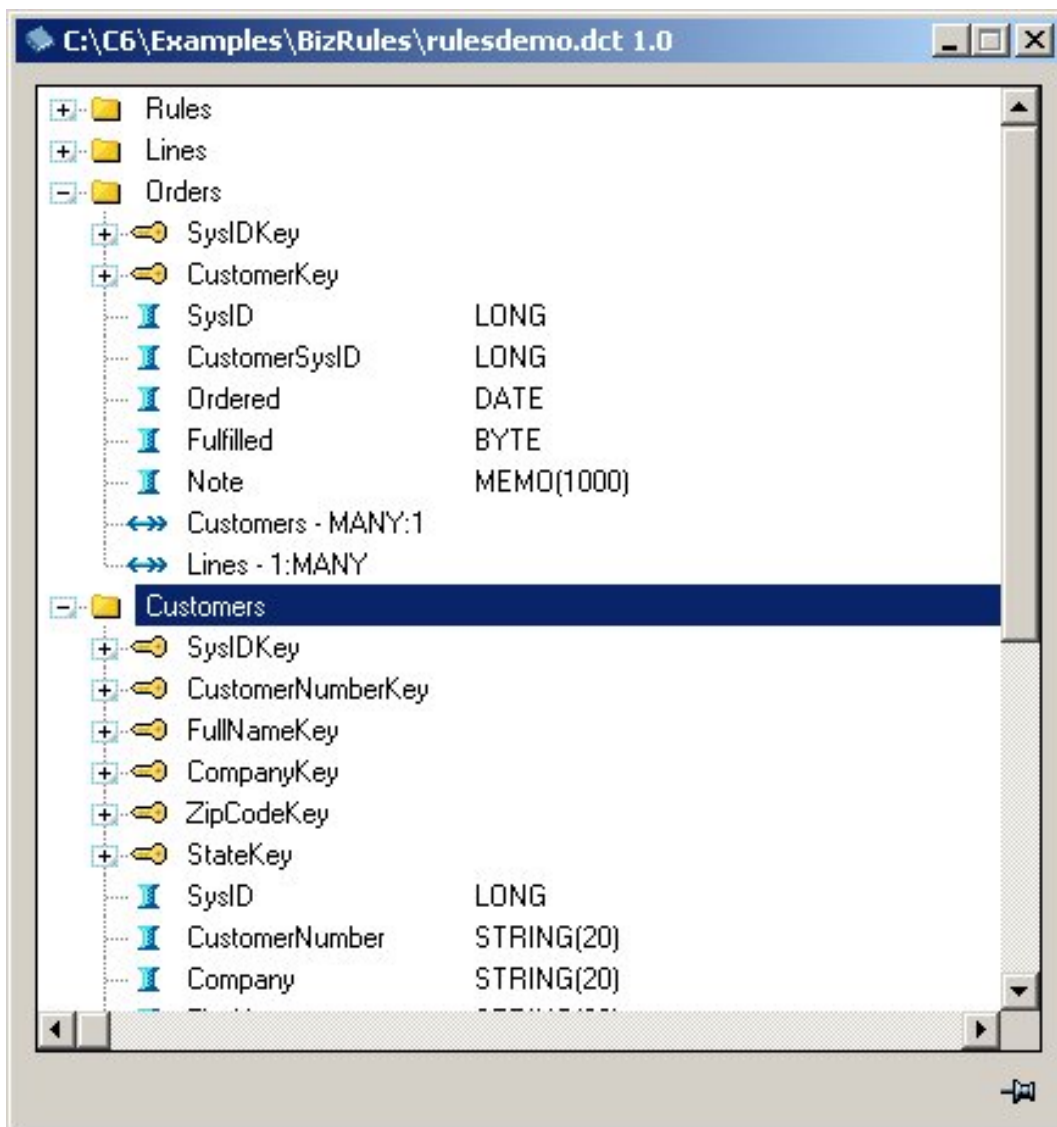 C:\C6\Examples\BizRules\rulesdemo.dct 1.0
Rules
Lines
Orders
SysIDKey
CustomerKey
SysID LONG
CustomerSysID LONG
Ordered DATE
Fulfilled BYTE
Note MEMO(1000)
Customers - MANY:1
Lines - 1:MANY
Customers
SysIDKey
CustomerNumberKey
FullNameKey
CompanyKey
ZipCodeKey
StateKey
SysID LONG
CustomerNumber STRING(20)
Company STRING(20)